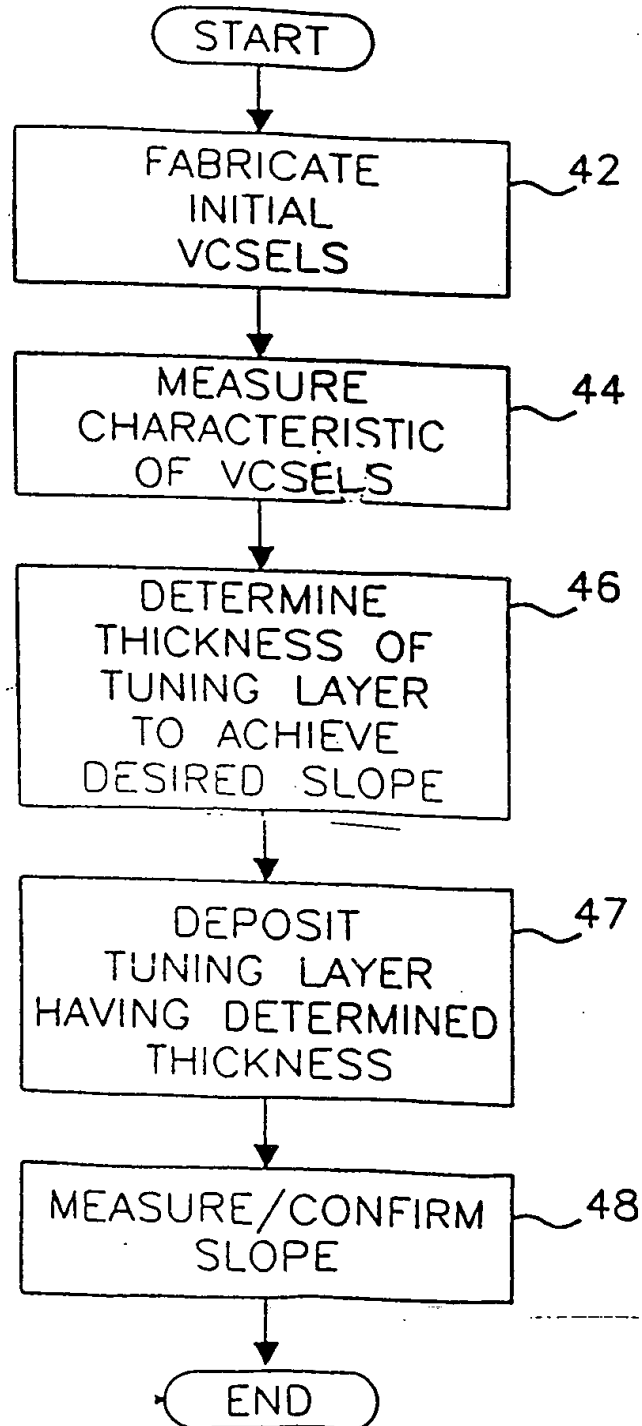 START
FABRICATE
INITIAL
VCSELS
42
MEASURE
CHARACTERISTIC
OF VCSELS
44
DETERMINE
THICKNESS OF
TUNING LAYER
TO ACHIEVE
DESIRED SLOPE
46
DEPOSIT
TUNING LAYER
HAVING DETERMINED
THICKNESS
47
MEASURE/CONFIRM
SLOPE
48
END